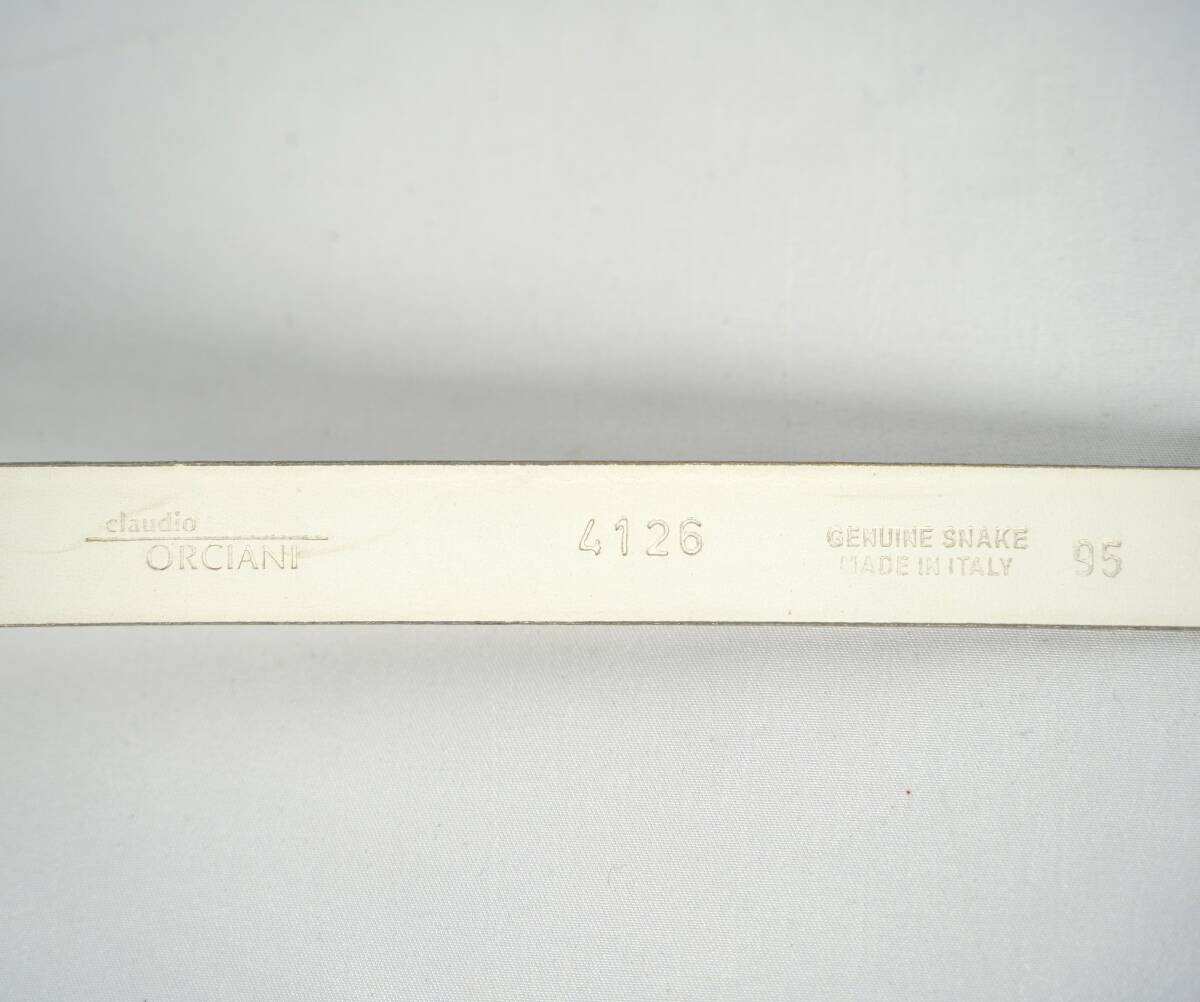 claudio
ORCIANI
4126
GENUINE SNAKE
MADE IN ITALY
95